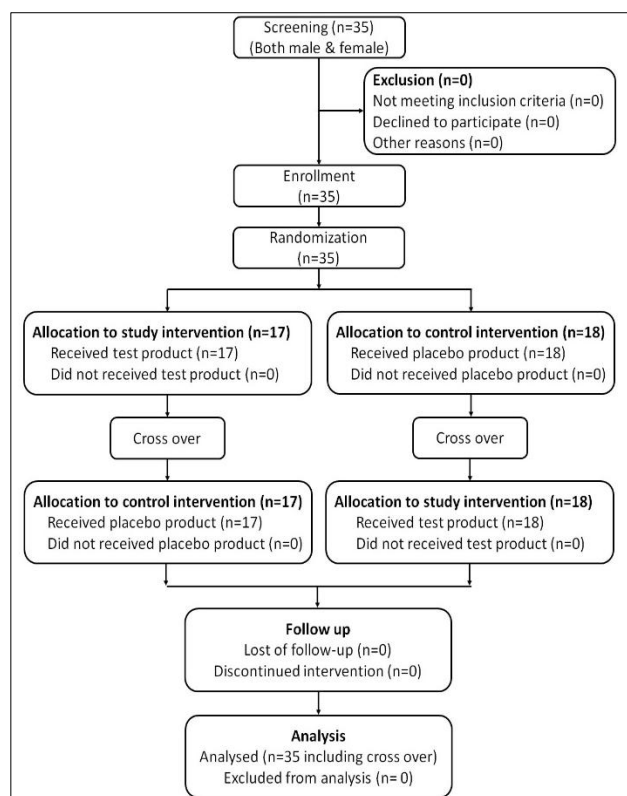 Screening (n=35)
(Both male & female)
Exclusion (n=0)
Not meeting inclusion criteria (n=0)
Declined to participate (n=0)
Other reasons (n=0)
Enrollment
(n=35)
Randomization
(n=35)
Allocation to study intervention (n=17)
Received test product (n=17)
Did not received test product (n=0)
Allocation to control intervention (n=18)
Received placebo product (n=18)
Did not received placebo product (n=0)
Cross over
Cross over
Allocation to control intervention (n=17)
Received placebo product (n=17)
Did not received placebo product (n=0)
Allocation to study intervention (n=18)
Received test product (n=18)
Did not received test product (n=0)
Follow up
Lost of follow-up (n=0)
Discontinued intervention (n=0)
Analysis
Analysed (n=35 including cross over)
Excluded from analysis (n= 0)